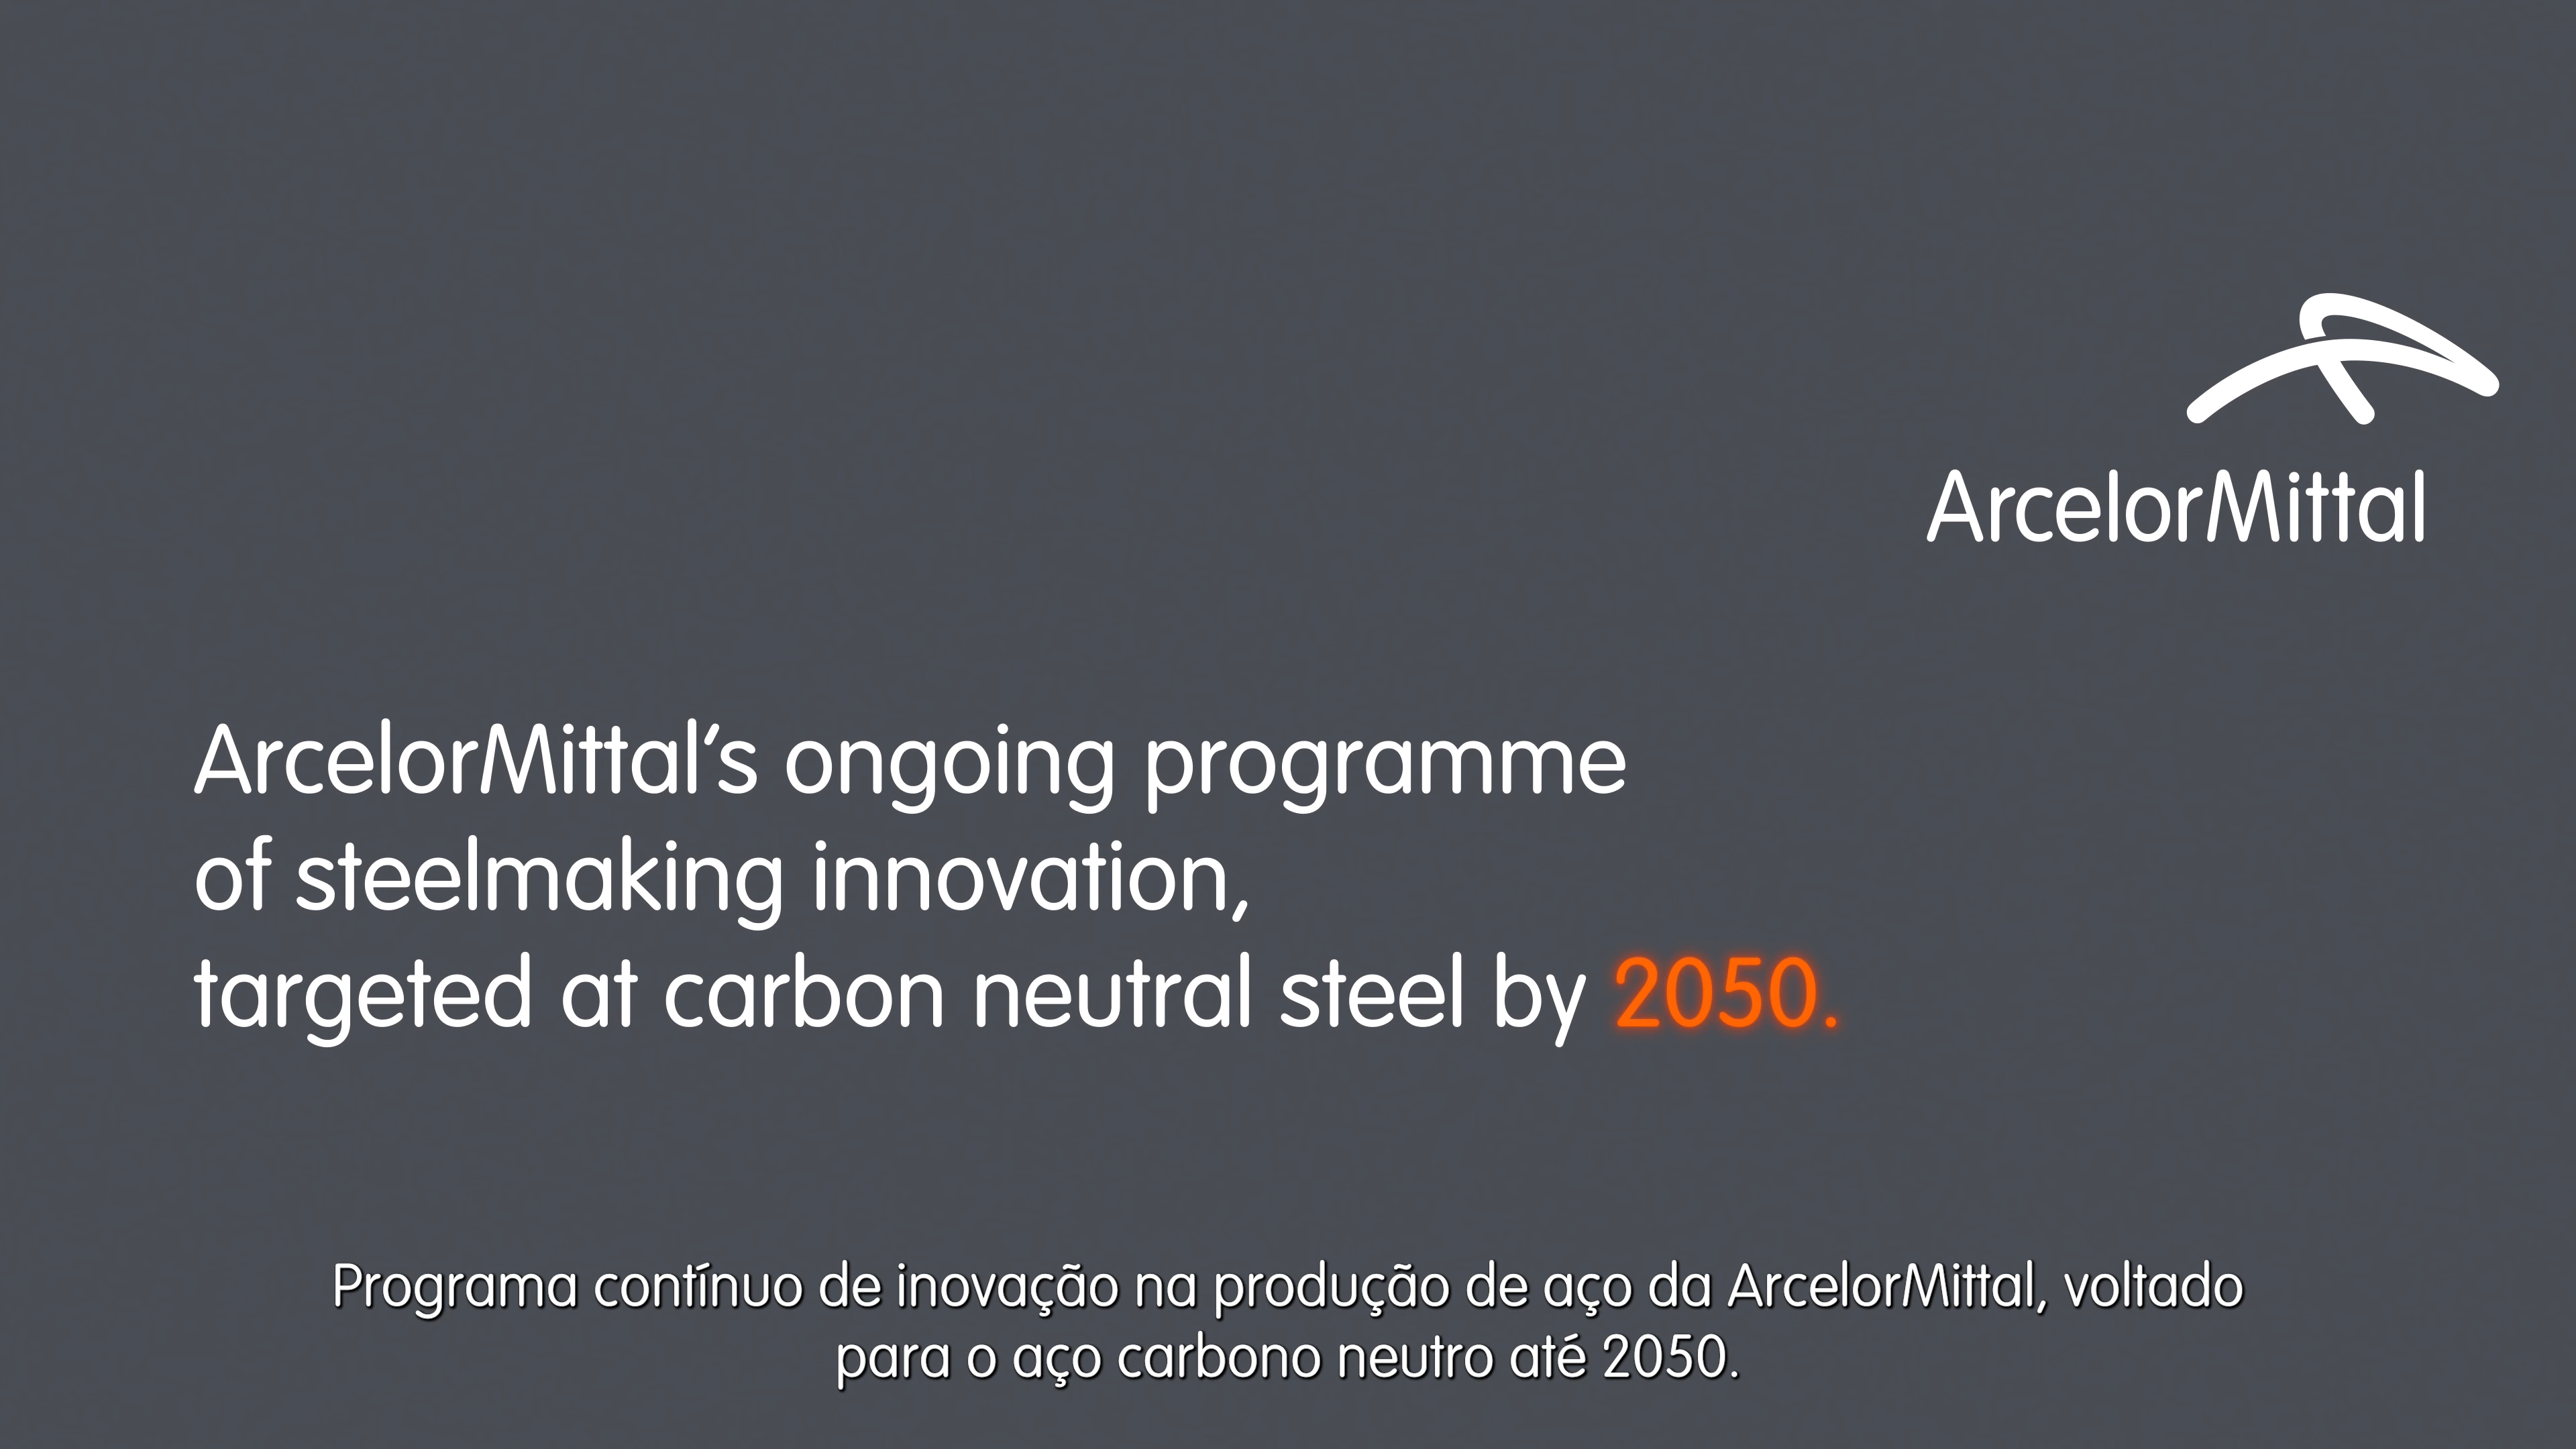 ArcelorMittal
ArcelorMittal’s ongoing programme
of steelmaking innovation,
targeted at carbon neutral steel by 2050.
Programa contínuo de inovação na produção de aço da ArcelorMittal, voltado
para o aço carbono neutro até 2050.